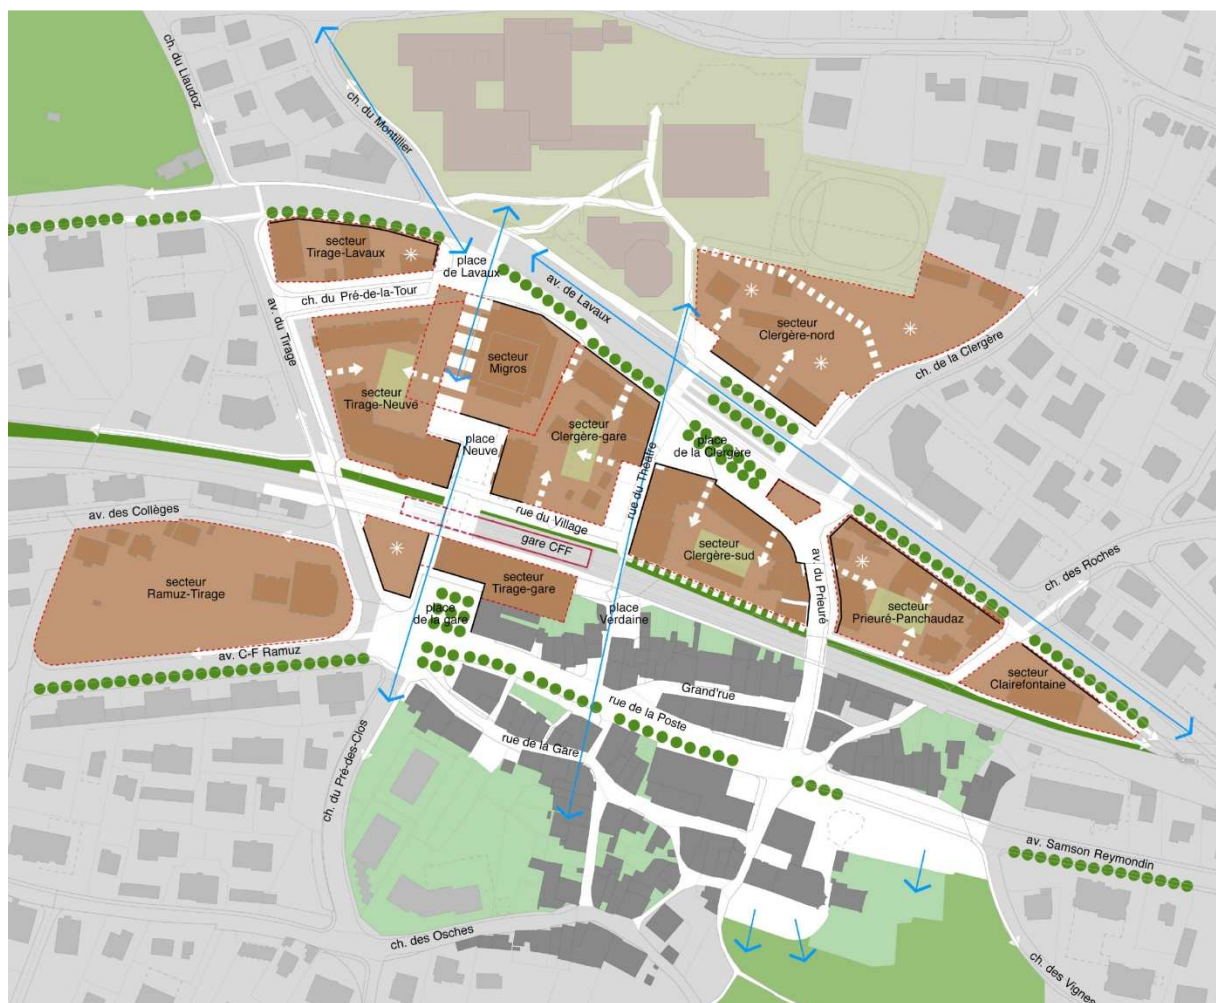 ch. du Liaudoz
ch. du Montillier
secteur
Tirage-Lavaux
place
de Lavaux
av. de Lavaux
ch. du Pré-de-la-Tour
av. du Tirage
secteur
Migros
secteur
Clergère-nord
ch. de la Clergère
secteur
Tirage-Neuve
secteur
Clergère-gare
place
Neuve
rue du Théâtre
place
de la Clergère
av. des Collèges
rue du Village
gare CFF
secteur
Clergère-sud
av. du Prieuré
ch. des Roches
secteur
Ramuz-Tirage
secteur
Tirage-gare
place
de la gare
place
Verdaine
secteur
Prieuré-Panchaudaz
secteur
Clairefontaine
av. C-F Ramuz
Grand'rue
rue de la Poste
rue de la Gare
ch. du Pré-des-Clos
av. Samson Reymondin
ch. des Osches
ch. des Vignes